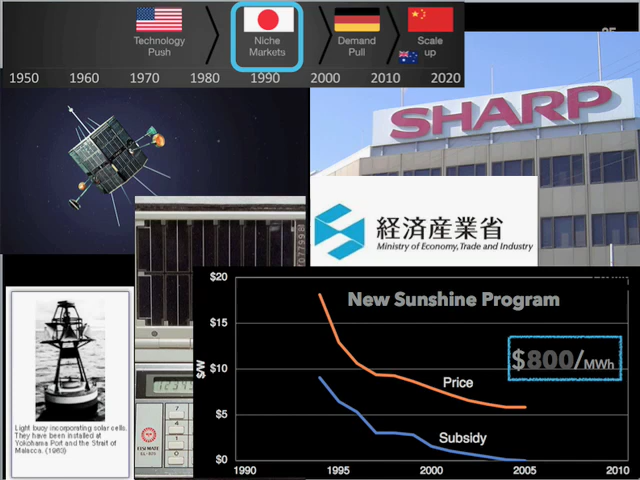 Technology
Push
Niche
Markets
Demand
Pull
Scale
up
1950 1960 1970 1980 1990 2000 2010 2020
SHARP
経済産業省
Ministry of Economy, Trade and Industry
New Sunshine Program
$800/MWh
$/W
$20
$15
$10
$5
$0
Price
Subsidy
1990 1995 2000 2005 2010
Light buoy incorporating solar cells.
They have been installed at
Yokohama Port and the Strait of
Malacca. (1963)